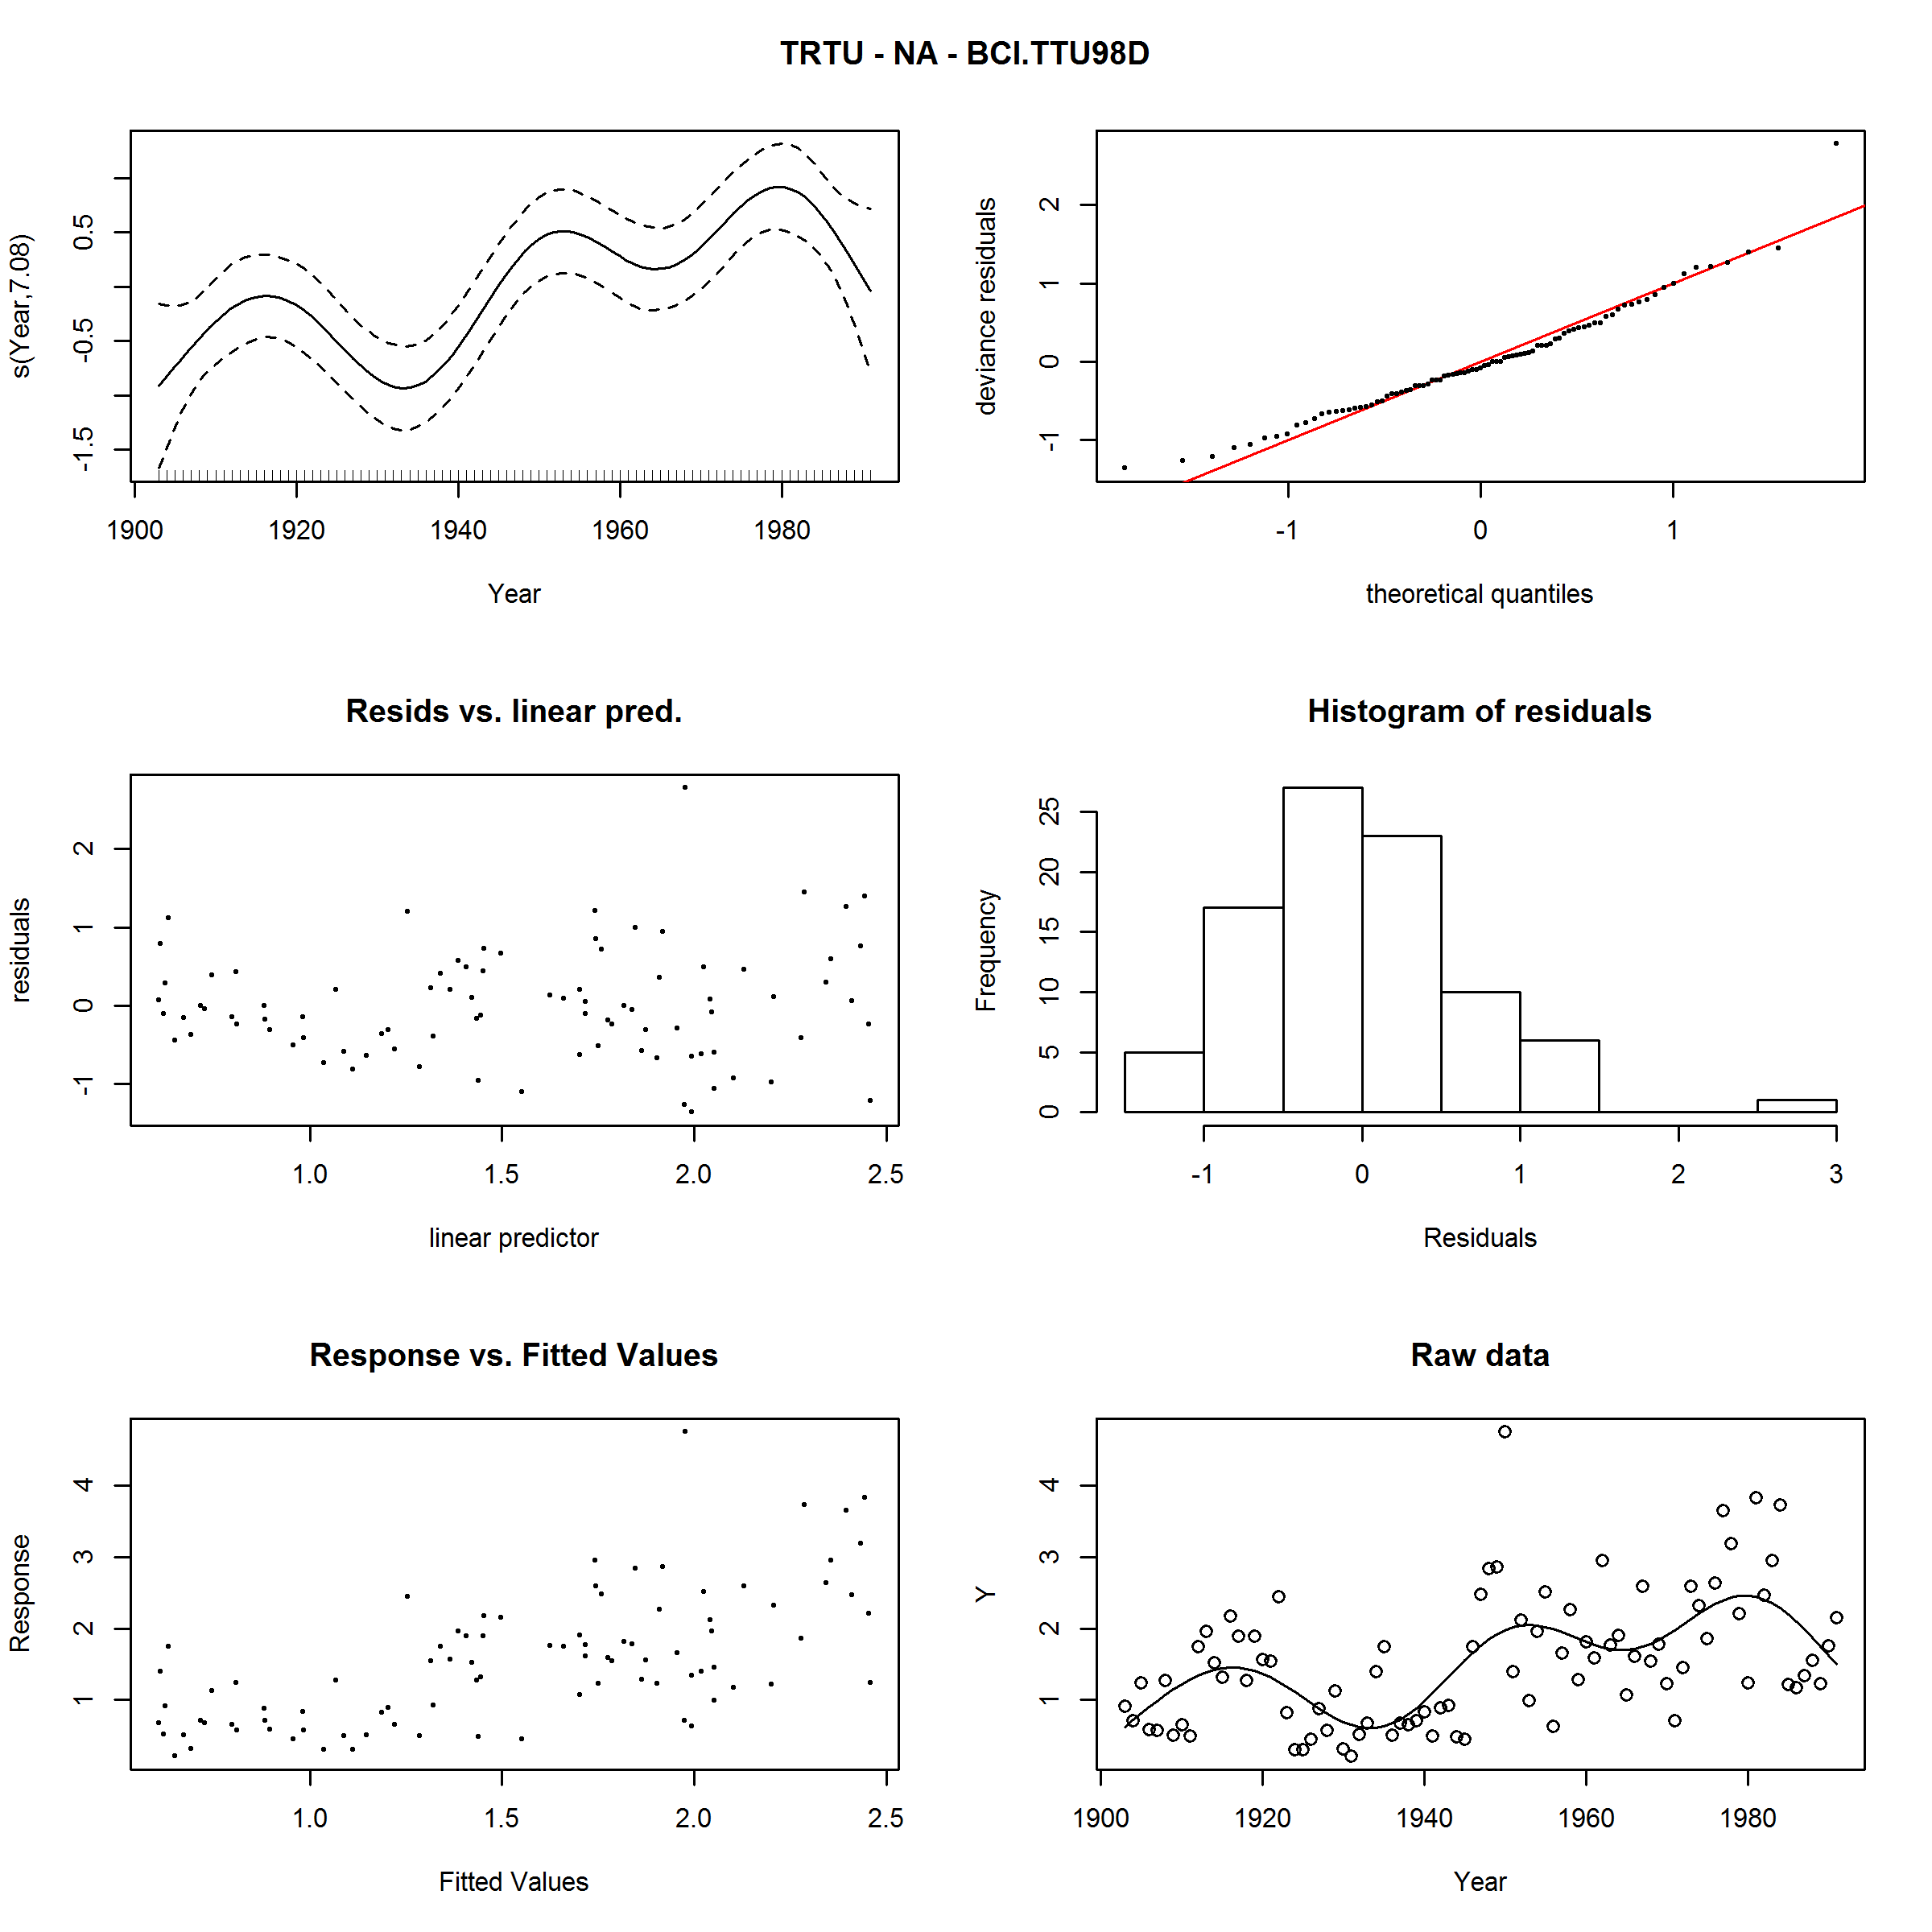 TRTU - NA - BCI.TTU98D
s(Year,7.08)
-1.5 -0.5 0.5
1900 1920 1940 1960 1980
Year
deviance residuals
-1 0 1 2
-1 0 1
theoretical quantiles
Resids vs. linear pred.
residuals
-1 0 1 2
1.0 1.5 2.0 2.5
linear predictor
Histogram of residuals
Frequency
0 5 10 15 20 25
-1 0 1 2 3
Residuals
Response vs. Fitted Values
Response
1 2 3 4
1.0 1.5 2.0 2.5
Fitted Values
Raw data
Y
1 2 3 4
1900 1920 1940 1960 1980
Year